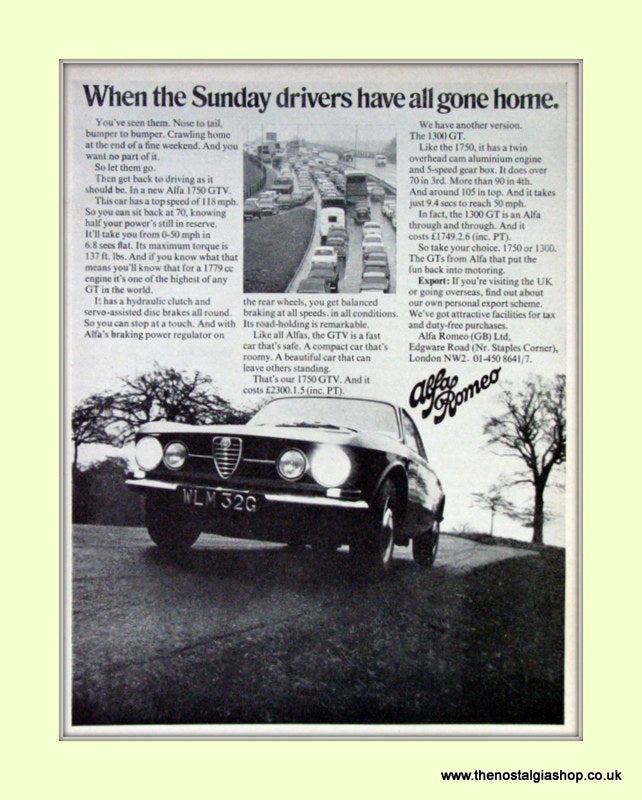 When the Sunday drivers have all gone home.
You've seen them. Nose to tail,
bumper to bumper. Crawling home
at the end of a fine weekend. And you
want no part of it.
So let them go.
Then get back to driving as it
should be. In a new Alfa 1750 GTV.
This car has a top speed of 118 mph.
So you can sit back at 70, knowing
half your power's still in reserve.
It'll take you from 0-50 mph in
6.8 secs flat. Its maximum torque is
137 ft. lbs. And if you know what that
means you'll know that for a 1779 cc
engine it's one of the highest of any
GT in the world.
It has a hydraulic clutch and
servo-assisted disc brakes all round.
So you can stop at a touch. And with
Alfa's braking power regulator on
the rear wheels, you get balanced
braking at all speeds, in all conditions.
Its road-holding is remarkable.
Like all Alfas, the GTV is a fast
car that's safe. A compact car that's
roomy. A beautiful car that can
leave others standing.
That's our 1750 GTV. And it
costs £2300.1.5 (inc. PT).
We have another version.
The 1300 GT.
Like the 1750, it has a twin
overhead cam aluminium engine
and 5-speed gear box. It does over
70 in 3rd. More than 90 in 4th.
And around 105 in top. And it takes
just 9.4 secs to reach 50 mph.
In fact, the 1300 GT is an Alfa
through and through. And it
costs £1749.2.6 (inc. PT).
So take your choice. 1750 or 1300.
The GTs from Alfa that put the
fun back into motoring.
Export: If you're visiting the UK
or going overseas, find out about
our own personal export scheme.
We've got attractive facilities for tax
and duty-free purchases.
Alfa Romeo (GB) Ltd,
Edgware Road (Nr. Staples Corner),
London NW2. 01-450 8641/7.
Alfa
Romeo
WLM 32G
www.thenostalgiashop.co.uk